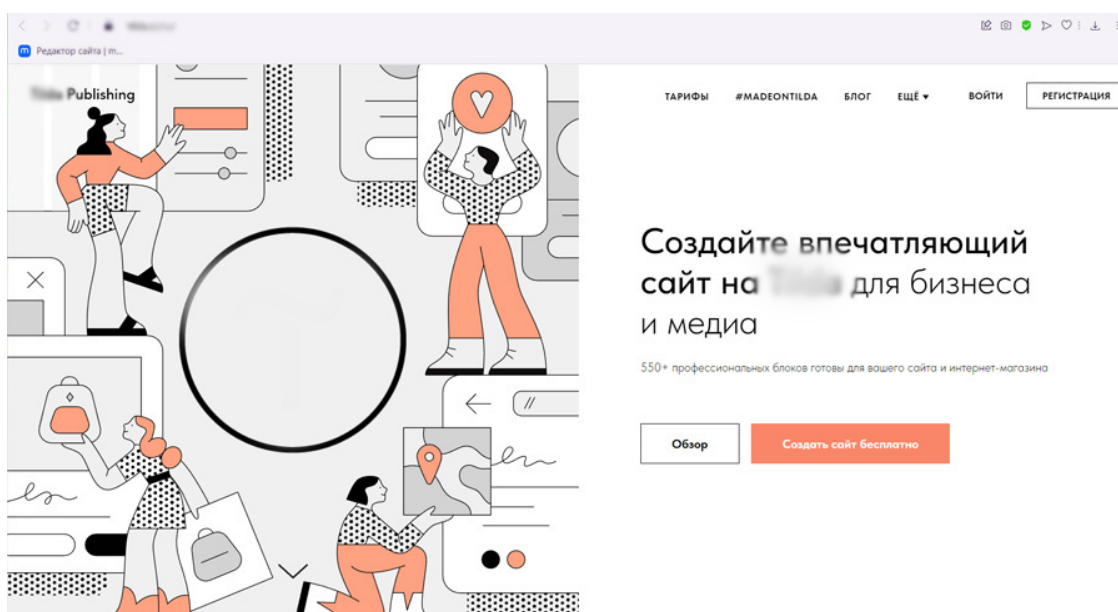 Редактор сайта | m...
Publishing
ТАРИФЫ #MADEONTILDA БЛОГ ЕЩЁ ▾ ВОЙТИ РЕГИСТРАЦИЯ
Создайте впечатляющий
сайт на для бизнеса
и медиа
550+ профессиональных блоков готовы для вашего сайта и интернет-магазина
Обзор Создать сайт бесплатно